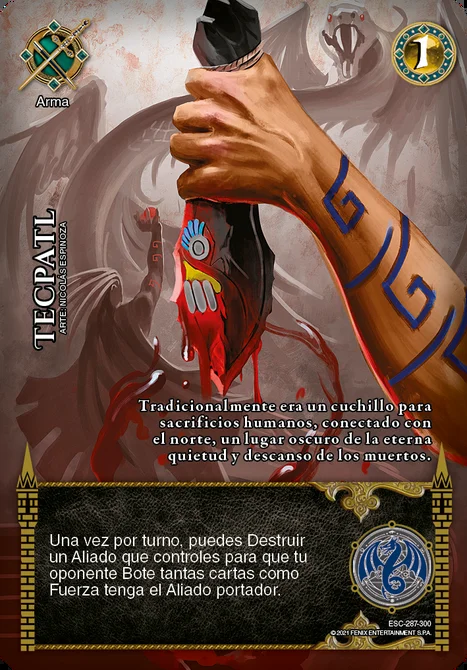 1
Arma
TECPATL
ARTE: NICOLÁS ESPINOZA
Tradicionalmente era un cuchillo para
sacrificios humanos, conectado con
el norte, un lugar oscuro de la eterna
quietud y descanso de los muertos.
Una vez por turno, puedes Destruir
un Aliado que controles para que tu
oponente Bote tantas cartas como
Fuerza tenga el Aliado portador.
ESC-287-300
©2021 FENIX ENTERTAINMENT S.P.A.